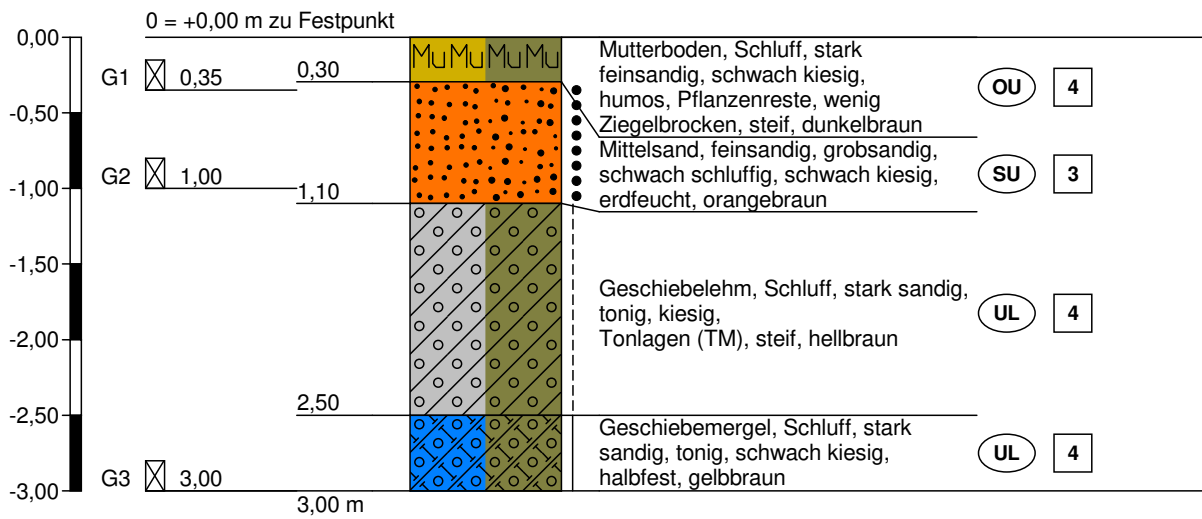 0 = +0,00 m zu Festpunkt
0,00
-0,50
-1,00
-1,50
-2,00
-2,50
-3,00
G1 0,35
G2 1,00
G3 3,00
0,30
1,10
2,50
3,00 m
Mu Mu Mu Mu
Mutterboden, Schluff, stark
feinsandig, schwach kiesig,
humos, Pflanzenreste, wenig
Ziegelbrocken, steif, dunkelbraun
OU 4
Mittelsand, feinsandig, grobsandig,
schwach schluffig, schwach kiesig,
erdfeucht, orangebraun
SU 3
Geschiebelehm, Schluff, stark sandig,
tonig, kiesig,
Tonlagen (TM), steif, hellbraun
UL 4
Geschiebemergel, Schluff, stark
sandig, tonig, schwach kiesig,
halbfest, gelbbraun
UL 4